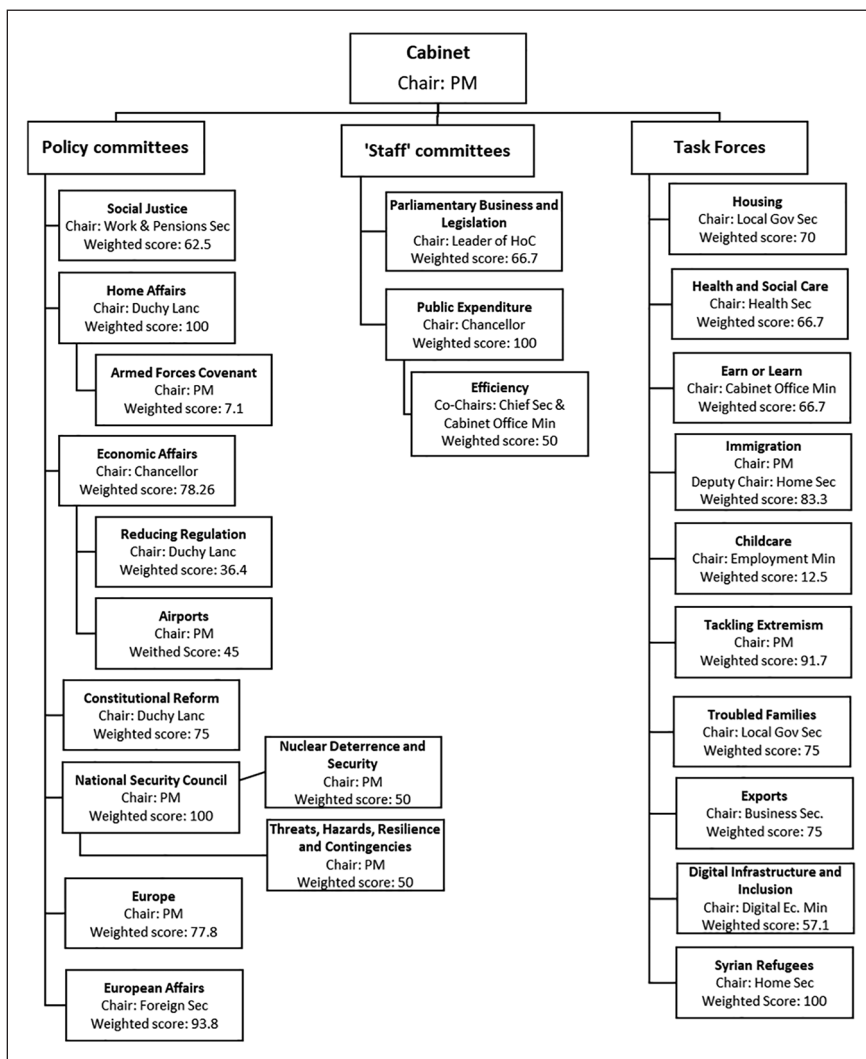 Cabinet
Chair: PM
Policy committees
Social Justice
Chair: Work & Pensions Sec
Weighted score: 62.5
Home Affairs
Chair: Duchy Lanc
Weighted score: 100
Armed Forces Covenant
Chair: PM
Weighted score: 7.1
Economic Affairs
Chair: Chancellor
Weighted score: 78.26
Reducing Regulation
Chair: Duchy Lanc
Weighted score: 36.4
Airports
Chair: PM
Weithed Score: 45
Constitutional Reform
Chair: Duchy Lanc
Weighted score: 75
National Security Council
Chair: PM
Weighted score: 100
Nuclear Deterrence and
Security
Chair: PM
Weighted score: 50
Threats, Hazards, Resilience
and Contingencies
Chair: PM
Weighted score: 50
Europe
Chair: PM
Weighted score: 77.8
European Affairs
Chair: Foreign Sec
Weighted score: 93.8
'Staff' committees
Parliamentary Business and
Legislation
Chair: Leader of HoC
Weighted score: 66.7
Public Expenditure
Chair: Chancellor
Weighted score: 100
Efficiency
Co-Chairs: Chief Sec &
Cabinet Office Min
Weighted score: 50
Task Forces
Housing
Chair: Local Gov Sec
Weighted score: 70
Health and Social Care
Chair: Health Sec
Weighted score: 66.7
Earn or Learn
Chair: Cabinet Office Min
Weighted score: 66.7
Immigration
Chair: PM
Deputy Chair: Home Sec
Weighted score: 83.3
Childcare
Chair: Employment Min
Weighted score: 12.5
Tackling Extremism
Chair: PM
Weighted score: 91.7
Troubled Families
Chair: Local Gov Sec
Weighted score: 75
Exports
Chair: Business Sec.
Weighted score: 75
Digital Infrastructure and
Inclusion
Chair: Digital Ec. Min
Weighted score: 57.1
Syrian Refugees
Chair: Home Sec
Weighted Score: 100